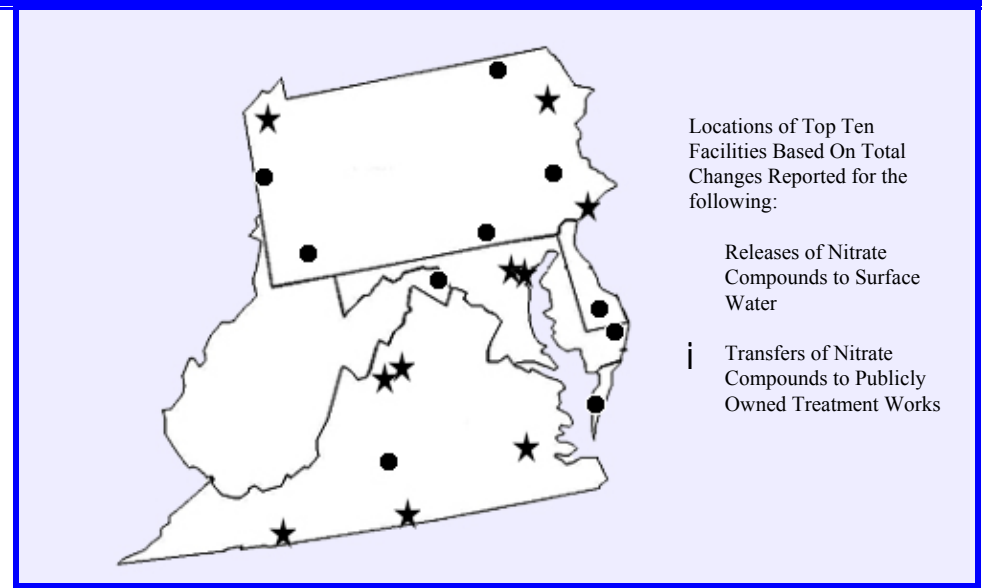 Locations of Top Ten
Facilities Based On Total
Changes Reported for the
following:
Releases of Nitrate
Compounds to Surface
Water
i Transfers of Nitrate
Compounds to Publicly
Owned Treatment Works